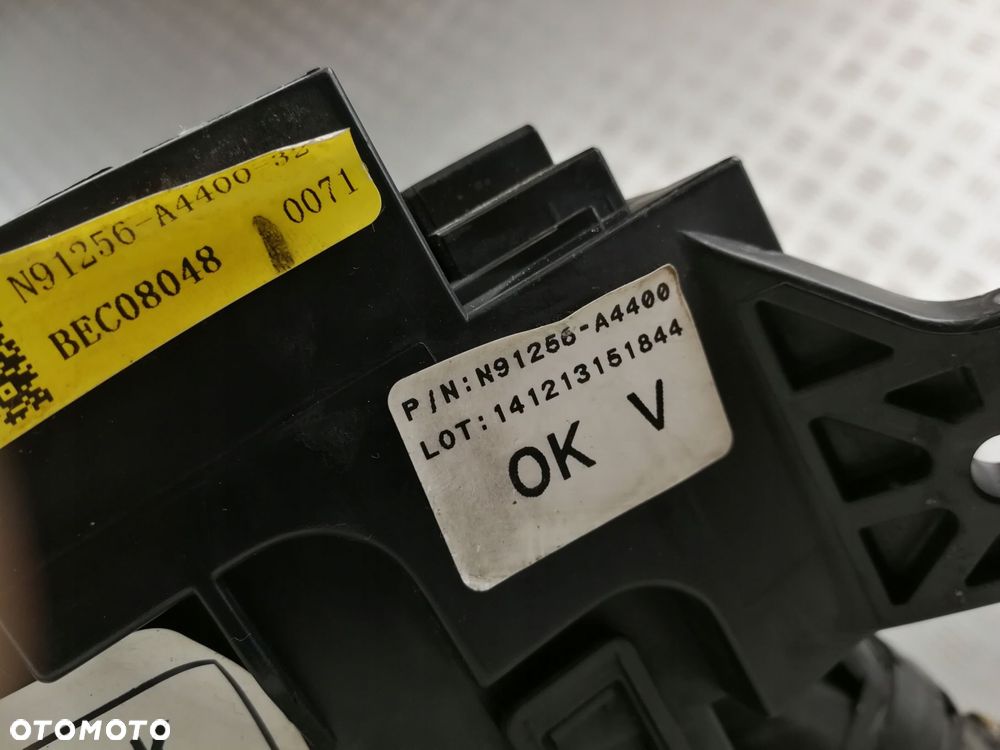 N91256-A4400-32
BEC08048 0071
P/N:N91256-A4400
LOT:141213151844
OK V
OTOMOTO